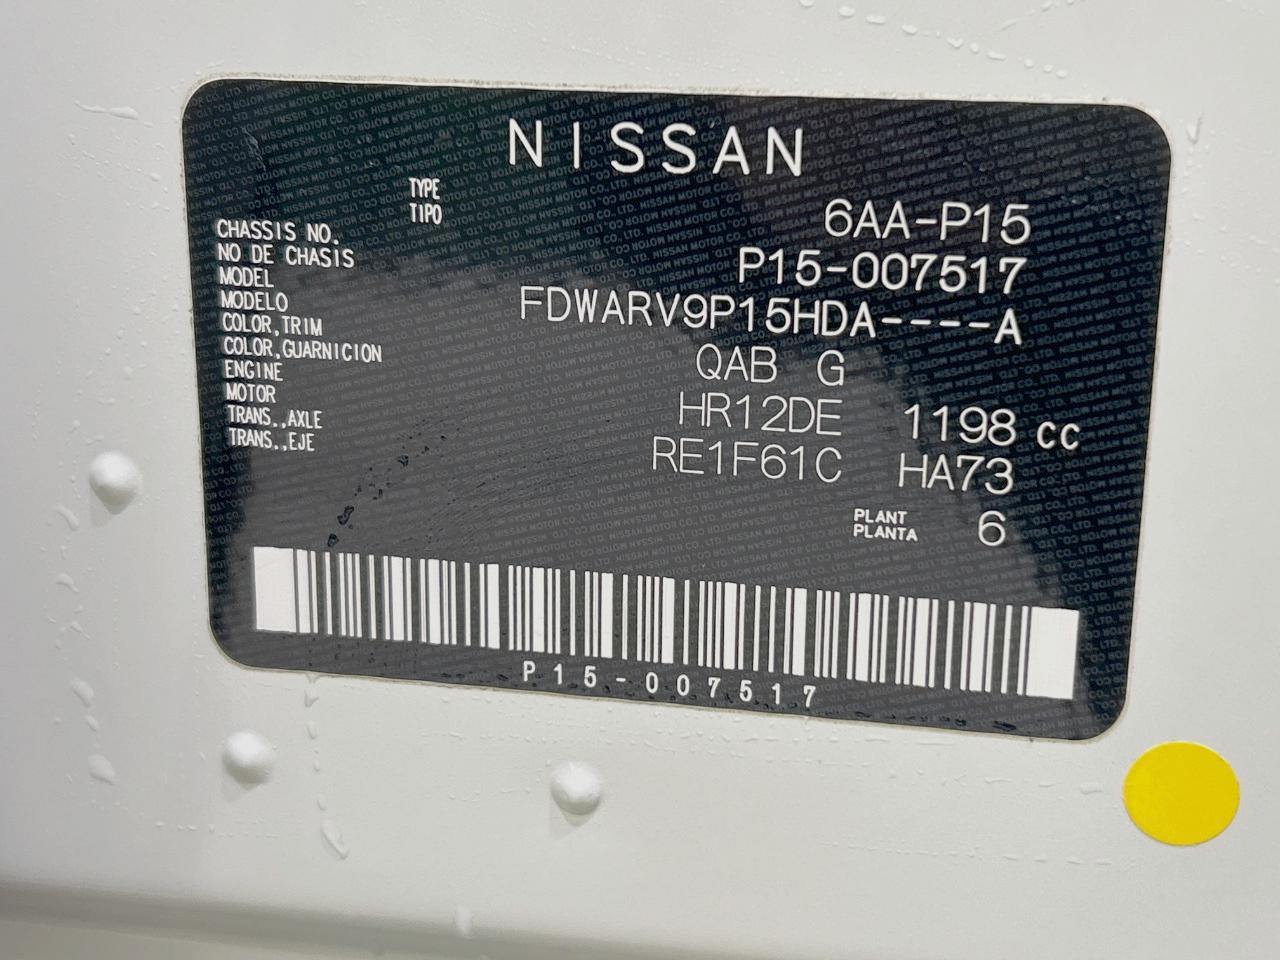 NISSAN
TYPE
TIPO
6AA-P15
CHASSIS NO.
NO DE CHASIS
P15-007517
MODEL
MODELO
FDWARV9P15HDA----A
COLOR,TRIM
COLOR,GUARNICION
QAB G
ENGINE
MOTOR
HR12DE 1198 cc
TRANS.,AXLE
TRANS.,EJE
RE1F61C HA73
PLANT
PLANTA
6
P15-007517